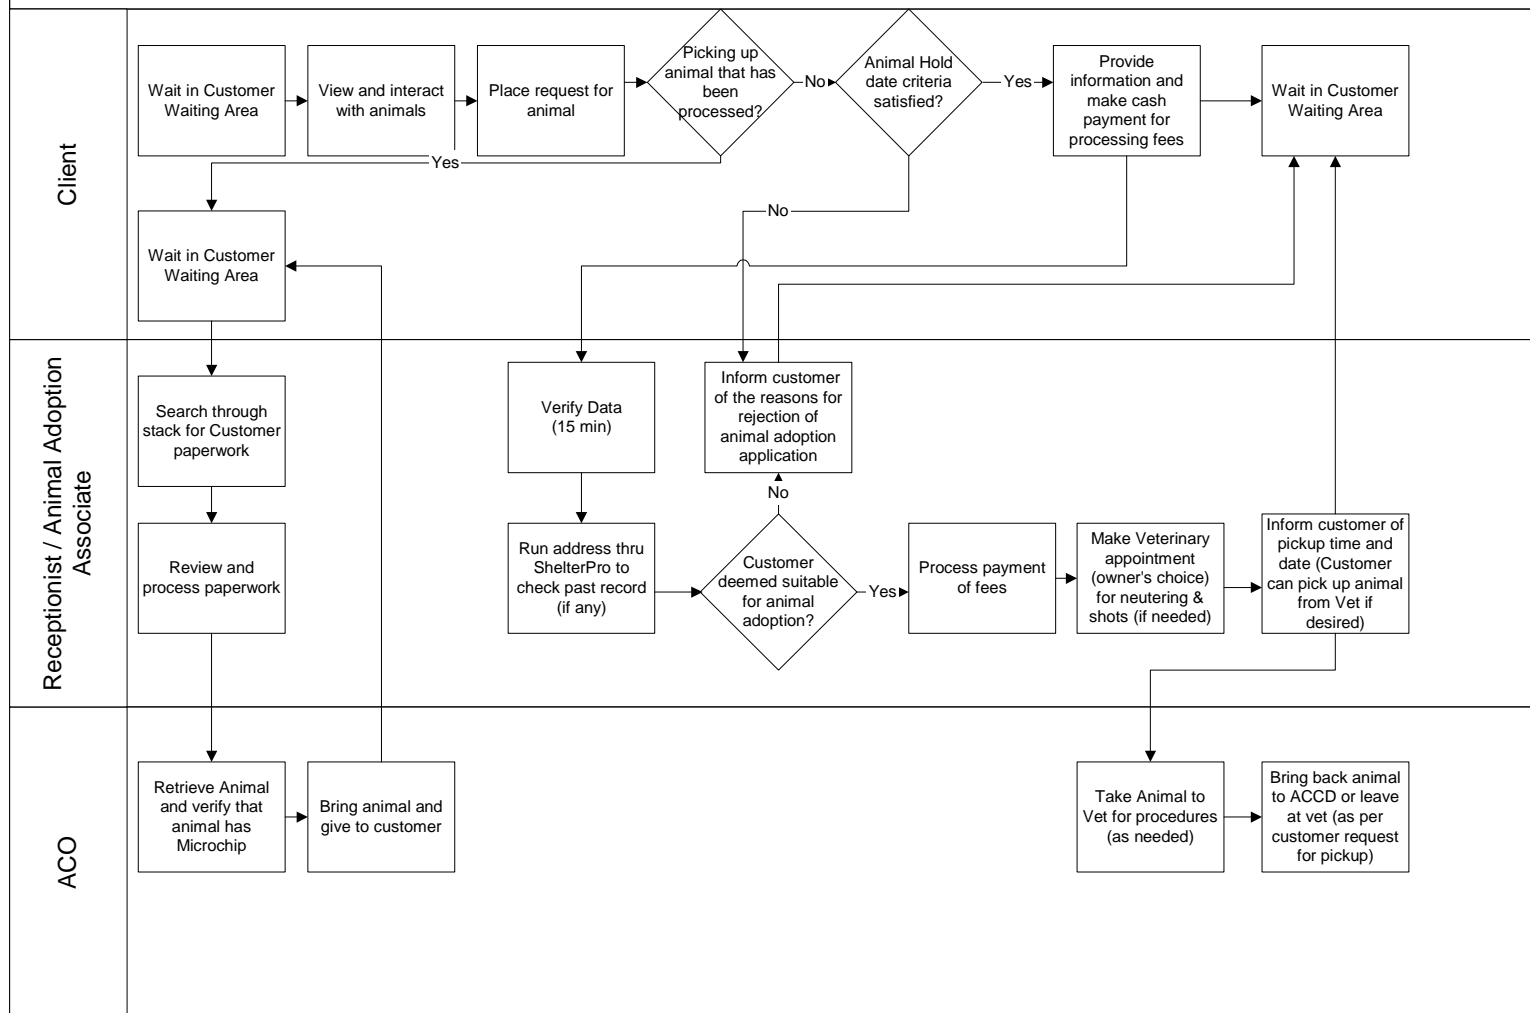 Client
Wait in Customer
Waiting Area
View and interact
with animals
Place request for
animal
Picking up
animal that has
been
processed?
No
Animal Hold
date criteria
satisfied?
Yes
Provide
information and
make cash
payment for
processing fees
Wait in Customer
Waiting Area
Yes
No
Wait in Customer
Waiting Area
Receptionist / Animal Adoption
Associate
Search through
stack for Customer
paperwork
Review and
process paperwork
Verify Data
(15 min)
Inform customer
of the reasons for
rejection of
animal adoption
application
No
Run address thru
ShelterPro to
check past record
(if any)
Customer
deemed suitable
for animal
adoption?
Yes
Process payment
of fees
Make Veterinary
appointment
(owner's choice)
for neutering &
shots (if needed)
Inform customer of
pickup time and
date (Customer
can pick up animal
from Vet if
desired)
ACO
Retrieve Animal
and verify that
animal has
Microchip
Bring animal and
give to customer
Take Animal to
Vet for procedures
(as needed)
Bring back animal
to ACCD or leave
at vet (as per
customer request
for pickup)